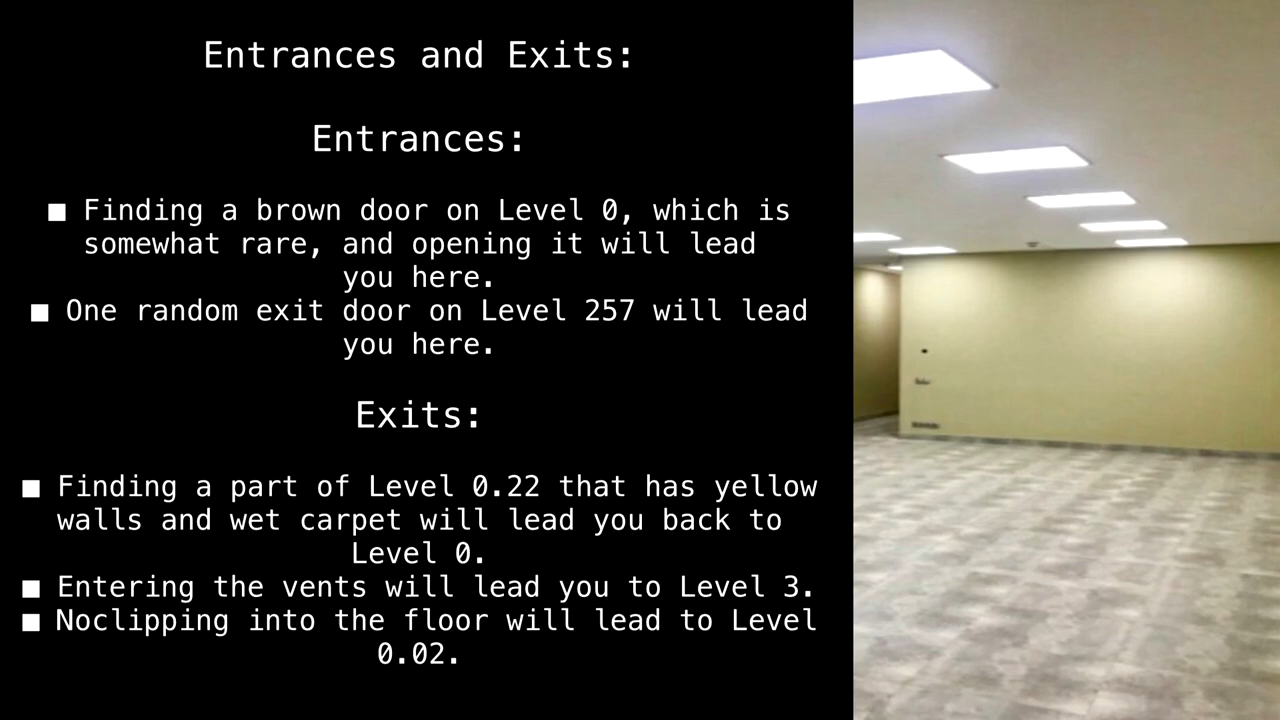 Entrances and Exits:
Entrances:
■ Finding a brown door on Level 0, which is
somewhat rare, and opening it will lead
you here.
■ One random exit door on Level 257 will lead
you here.
Exits:
■ Finding a part of Level 0.22 that has yellow
walls and wet carpet will lead you back to
Level 0.
■ Entering the vents will lead you to Level 3.
■ Noclipping into the floor will lead to Level
0.02.